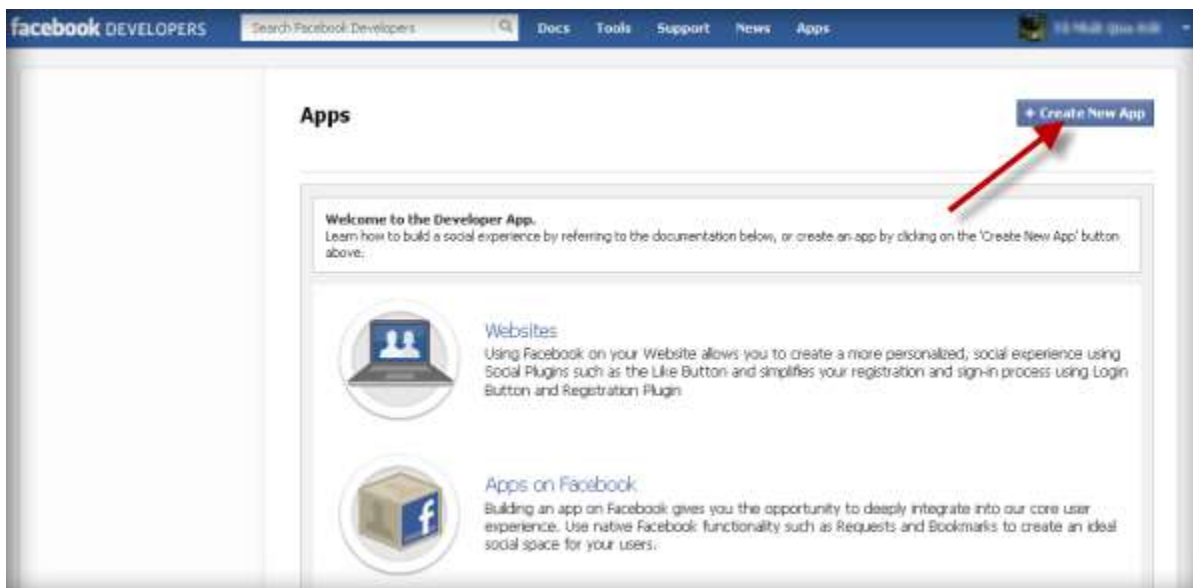 facebook DEVELOPERS
Search Facebook Developers
Docs Tools Support News Apps
Apps
+ Create New App
Welcome to the Developer App.
Learn how to build a social experience by referring to the documentation below, or create an app by clicking on the 'Create New App' button
above.
Websites
Using Facebook on your Website allows you to create a more personalized, social experience using
Social Plugins such as the Like Button and simplifies your registration and sign-in process using Login
Button and Registration Plugin
Apps on Facebook
Building an app on Facebook gives you the opportunity to deeply integrate into our core user
experience. Use native Facebook functionality such as Requests and Bookmarks to create an ideal
social space for your users.